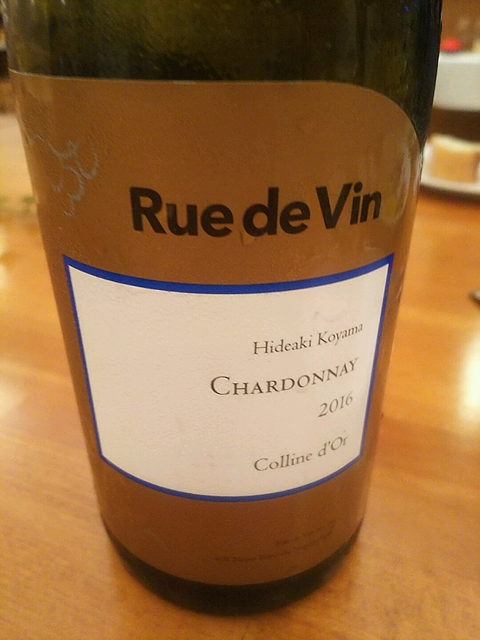 Rue de Vin
Hideaki Koyama
CHARDONNAY
2016
Colline d'Or